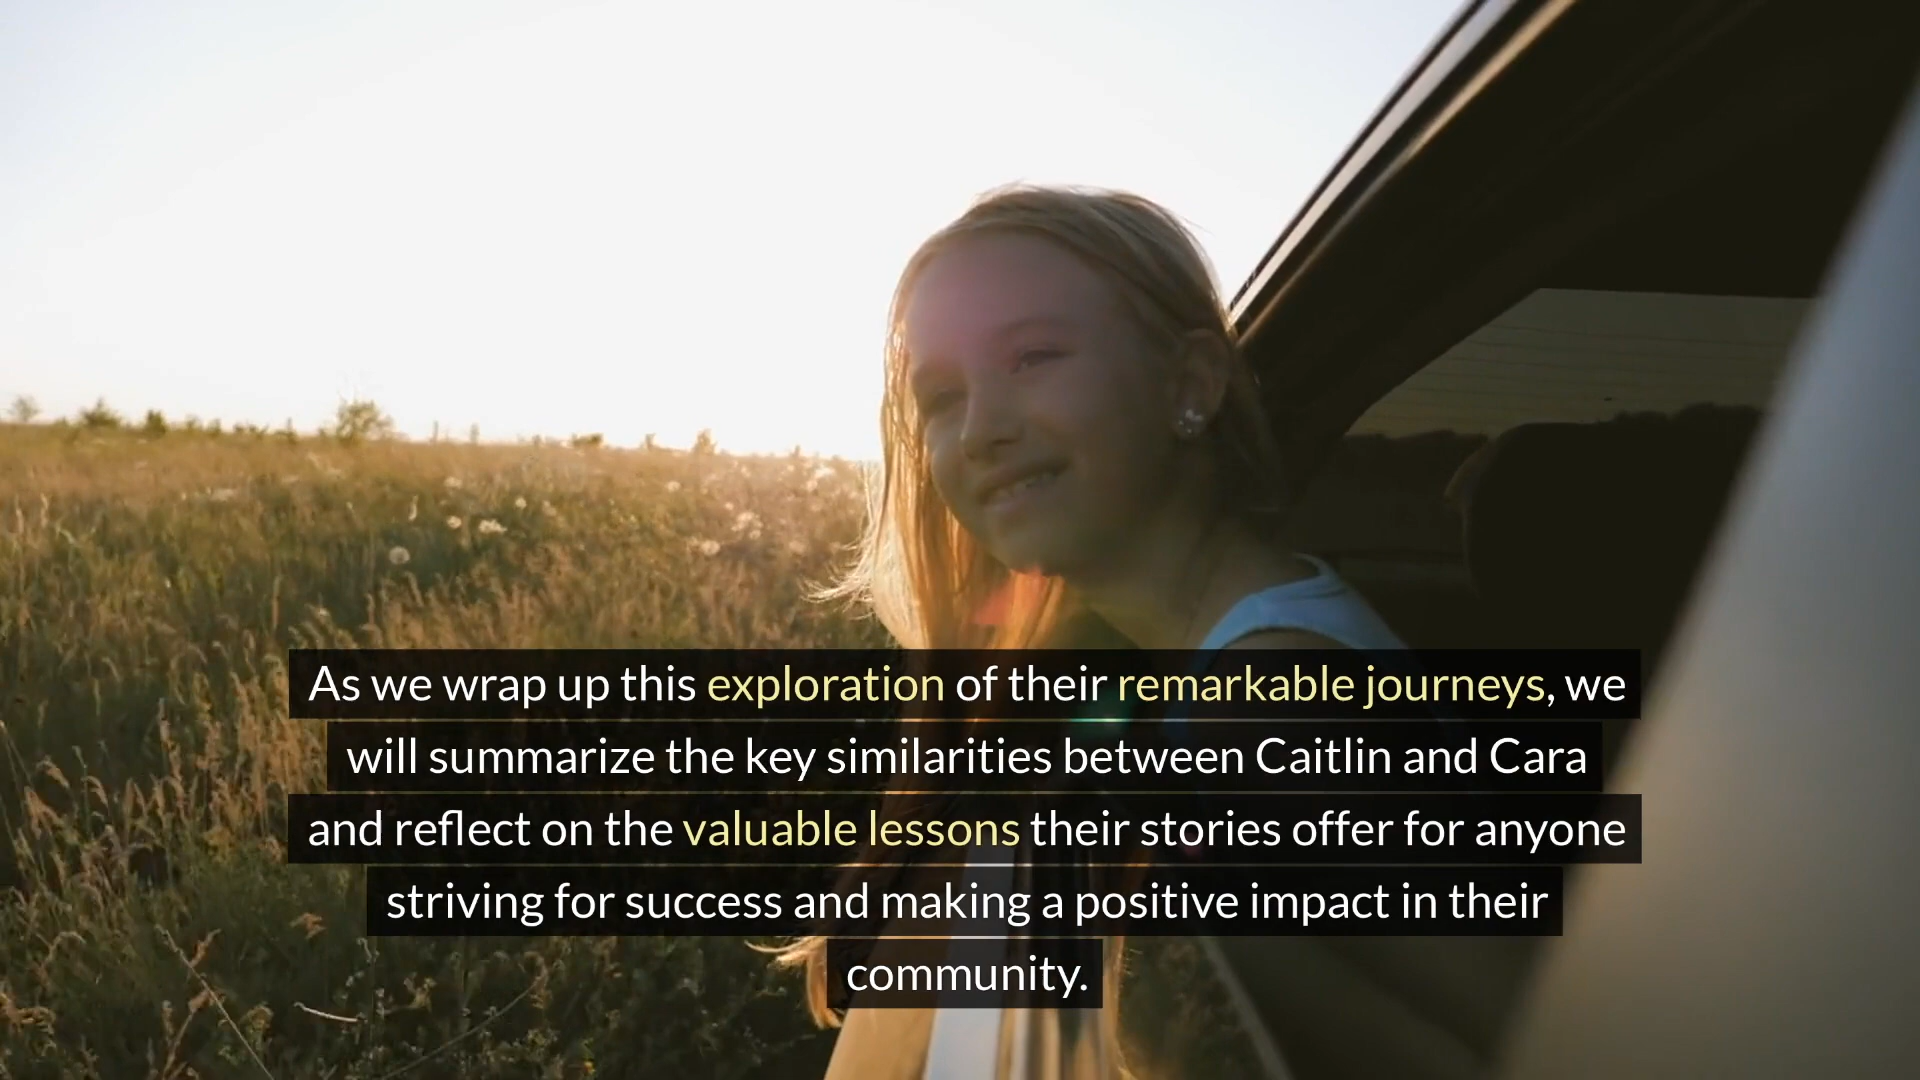 As we wrap up this exploration of their remarkable journeys, we
will summarize the key similarities between Caitlin and Cara
and reflect on the valuable lessons their stories offer for anyone
striving for success and making a positive impact in their
community.